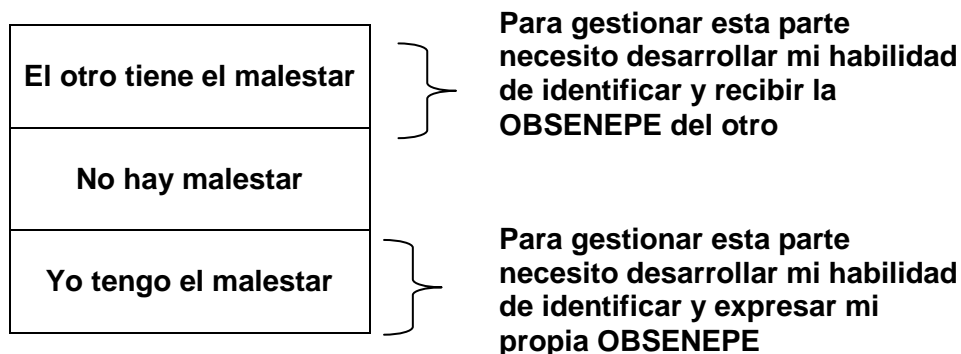 El otro tiene el malestar
Para gestionar esta parte
necesito desarrollar mi habilidad
de identificar y recibir la
OBSENEPE del otro
No hay malestar
Yo tengo el malestar
Para gestionar esta parte
necesito desarrollar mi habilidad
de identificar y expresar mi
propia OBSENEPE